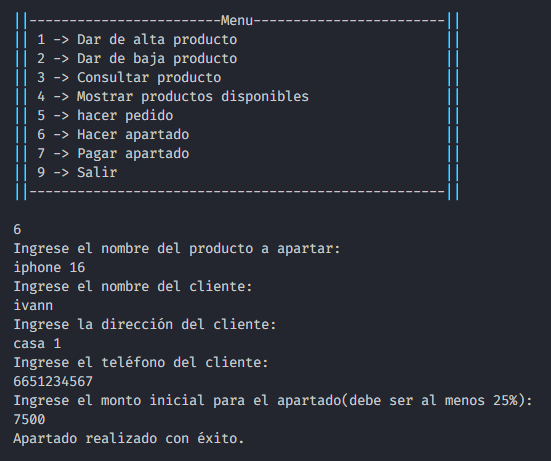 ||------------------------Menu------------------------||
|| 1 -> Dar de alta producto ||
|| 2 -> Dar de baja producto ||
|| 3 -> Consultar producto ||
|| 4 -> Mostrar productos disponibles ||
|| 5 -> hacer pedido ||
|| 6 -> Hacer apartado ||
|| 7 -> Pagar apartado ||
|| 9 -> Salir ||
||----------------------------------------------------||
6
Ingrese el nombre del producto a apartar:
iphone 16
Ingrese el nombre del cliente:
ivann
Ingrese la dirección del cliente:
casa 1
Ingrese el teléfono del cliente:
6651234567
Ingrese el monto inicial para el apartado(debe ser al menos 25%):
7500
Apartado realizado con éxito.